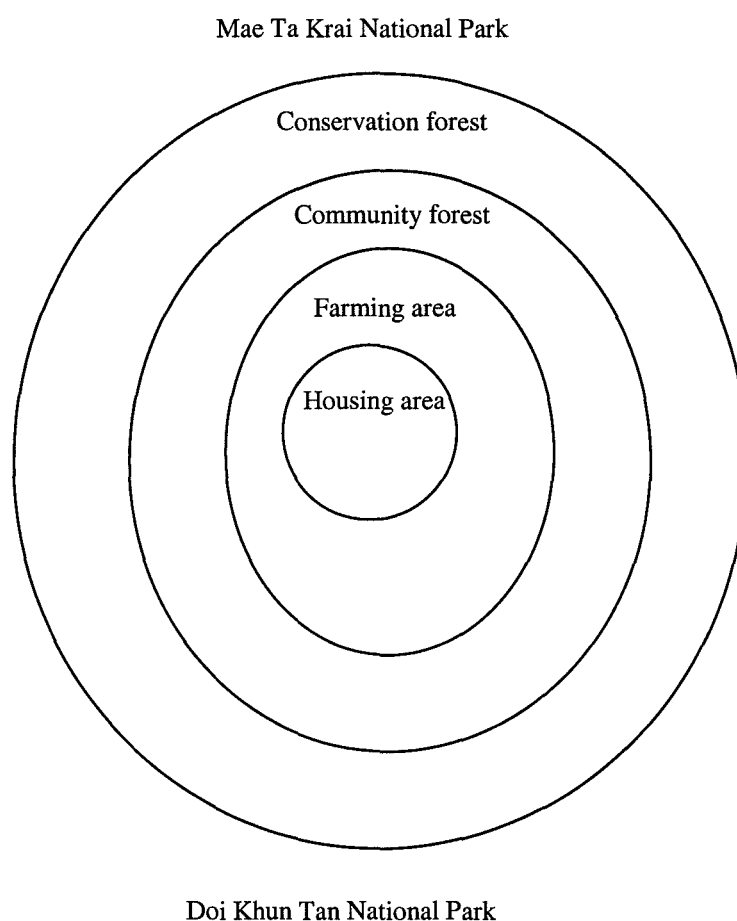 Mae Ta Krai National Park
Conservation forest
Community forest
Farming area
Housing area
Doi Khun Tan National Park